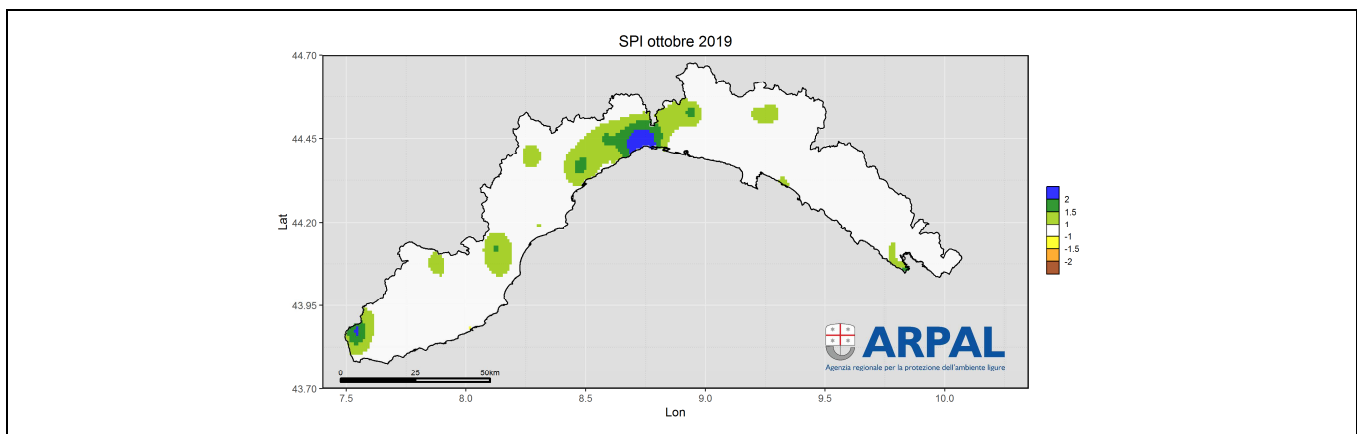 SPI ottobre 2019
Lat
44.70
44.45
44.20
43.95
43.70
0 25 50km
ARPAL
Agenzia regionale per la protezione dell'ambiente ligure
7.5 8.0 8.5 9.0 9.5 10.0
Lon
2
1.5
1
-1
-1.5
-2